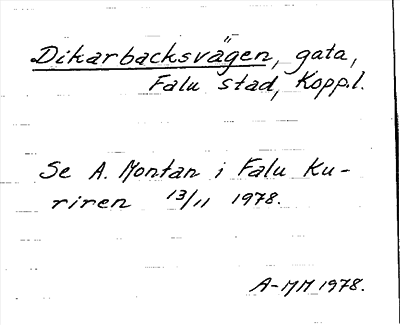 Dikarbacksvägen, gata,
Falu stad, Kopp.l.
Se A. Montan i Falu Ku-
riren 13/11 1978.
A-MM 1978.